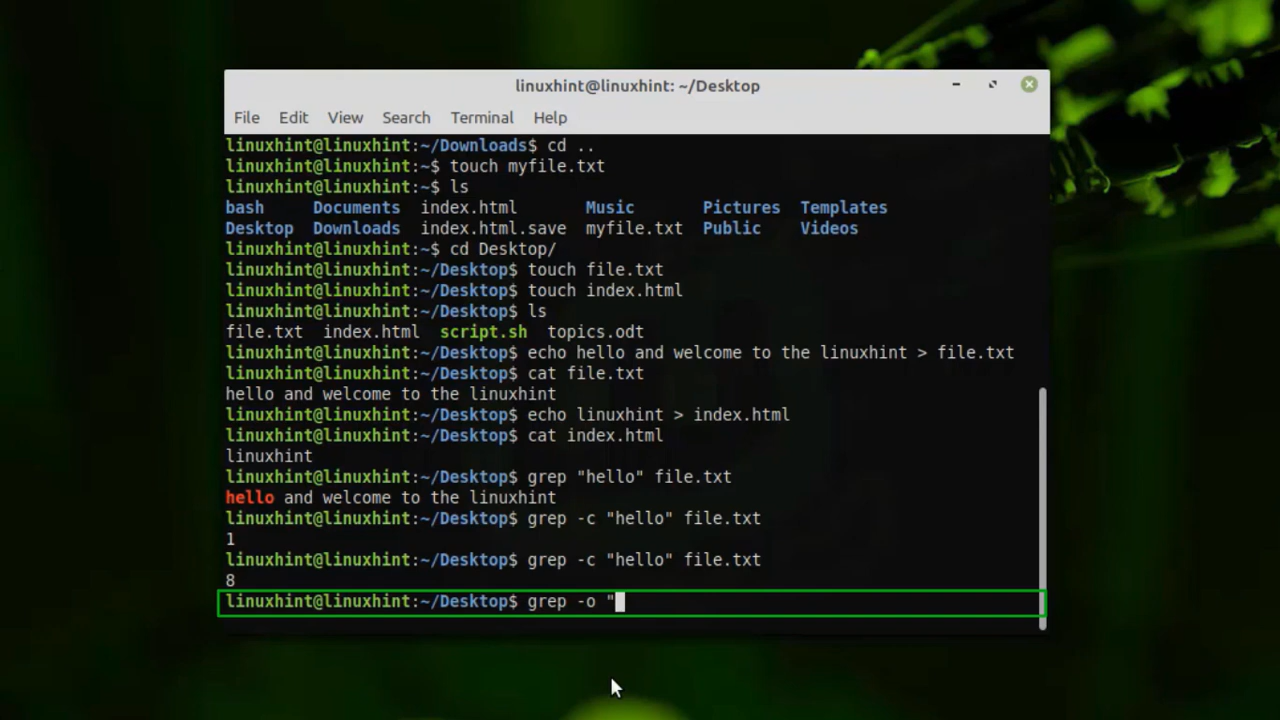 linuxhint@linuxhint: ~/Desktop
File Edit View Search Terminal Help
linuxhint@linuxhint:~/Downloads$ cd ..
linuxhint@linuxhint:~$ touch myfile.txt
linuxhint@linuxhint:~$ ls
bash Documents index.html Music Pictures Templates
Desktop Downloads index.html.save myfile.txt Public Videos
linuxhint@linuxhint:~$ cd Desktop/
linuxhint@linuxhint:~/Desktop$ touch file.txt
linuxhint@linuxhint:~/Desktop$ touch index.html
linuxhint@linuxhint:~/Desktop$ ls
file.txt index.html script.sh topics.odt
linuxhint@linuxhint:~/Desktop$ echo hello and welcome to the linuxhint > file.txt
linuxhint@linuxhint:~/Desktop$ cat file.txt
hello and welcome to the linuxhint
linuxhint@linuxhint:~/Desktop$ echo linuxhint > index.html
linuxhint@linuxhint:~/Desktop$ cat index.html
linuxhint
linuxhint@linuxhint:~/Desktop$ grep "hello" file.txt
hello and welcome to the linuxhint
linuxhint@linuxhint:~/Desktop$ grep -c "hello" file.txt
1
linuxhint@linuxhint:~/Desktop$ grep -c "hello" file.txt
8
linuxhint@linuxhint:~/Desktop$ grep -o "